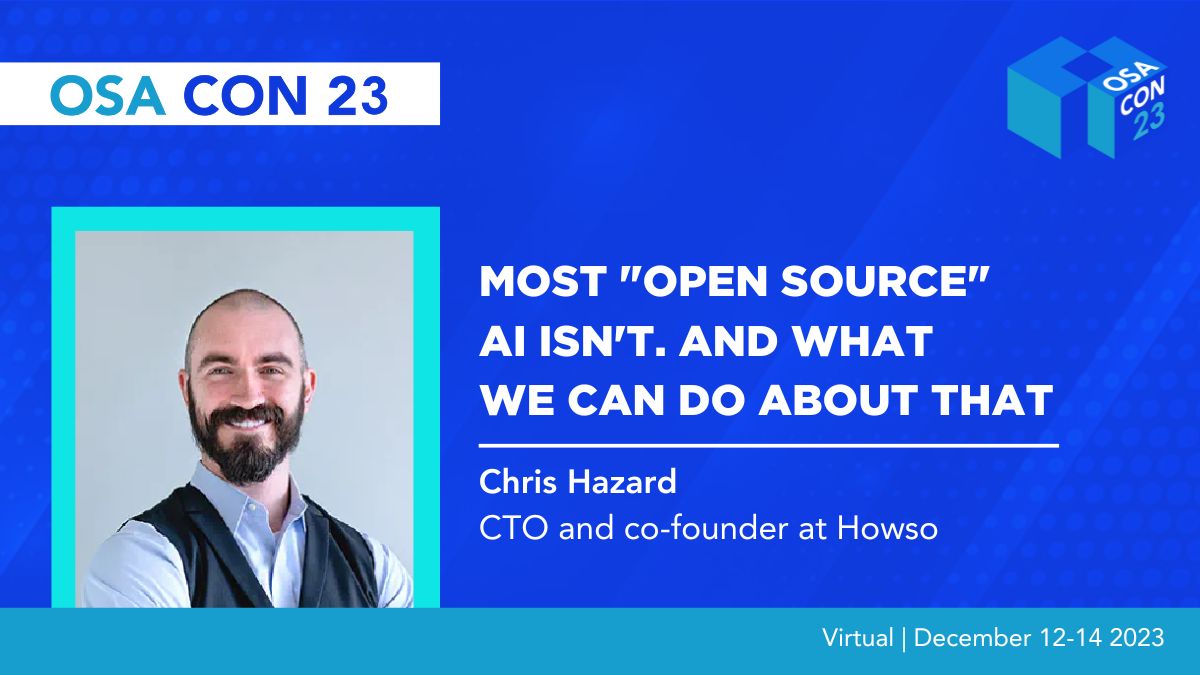 OSA CON 23
OSA
CON
23
MOST "OPEN SOURCE"
AI ISN'T. AND WHAT
WE CAN DO ABOUT THAT
Chris Hazard
CTO and co-founder at Howso
Virtual | December 12-14 2023